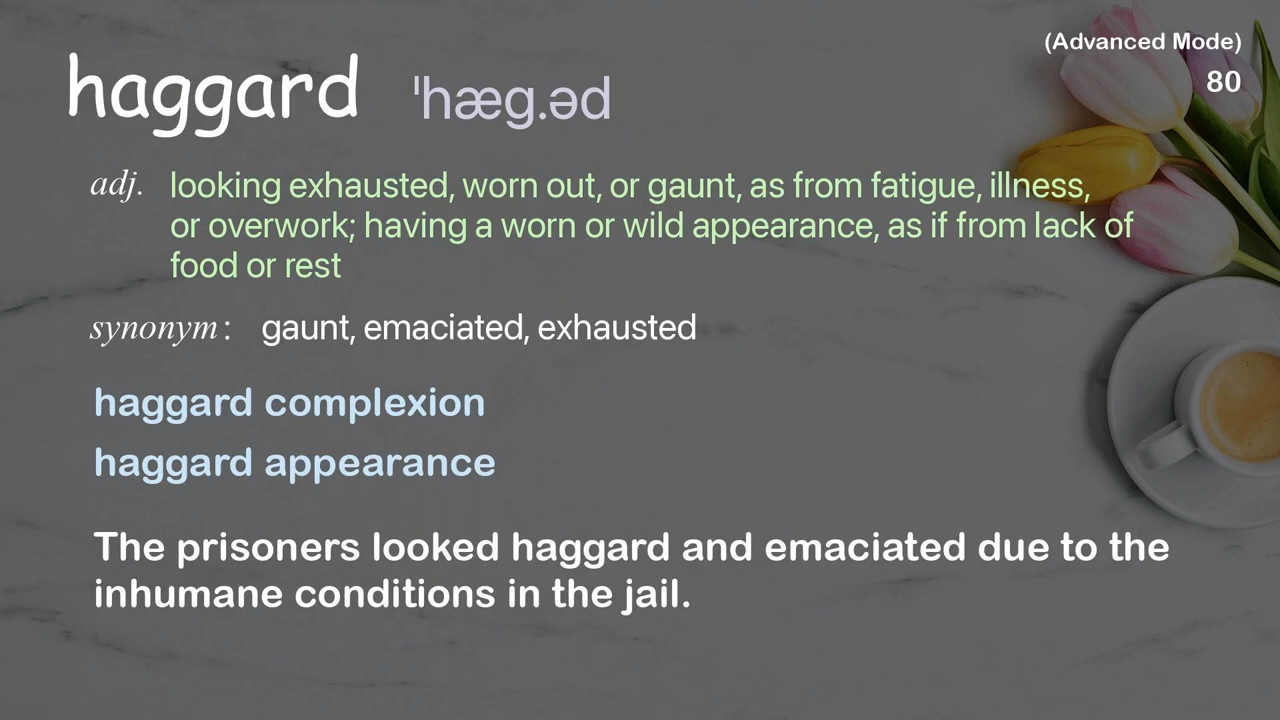 (Advanced Mode)
80
haggard ˈhæg.əd
adj. looking exhausted, worn out, or gaunt, as from fatigue, illness,
or overwork; having a worn or wild appearance, as if from lack of
food or rest
synonym: gaunt, emaciated, exhausted
haggard complexion
haggard appearance
The prisoners looked haggard and emaciated due to the
inhumane conditions in the jail.